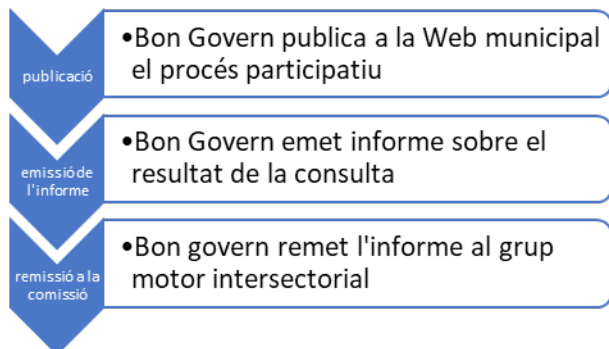 publicació
•Bon Govern publica a la Web municipal
el procés participatiu
emissió de
l'informe
•Bon Govern emet informe sobre el
resultat de la consulta
remissió a la
comissió
•Bon govern remet l'informe al grup
motor intersectorial